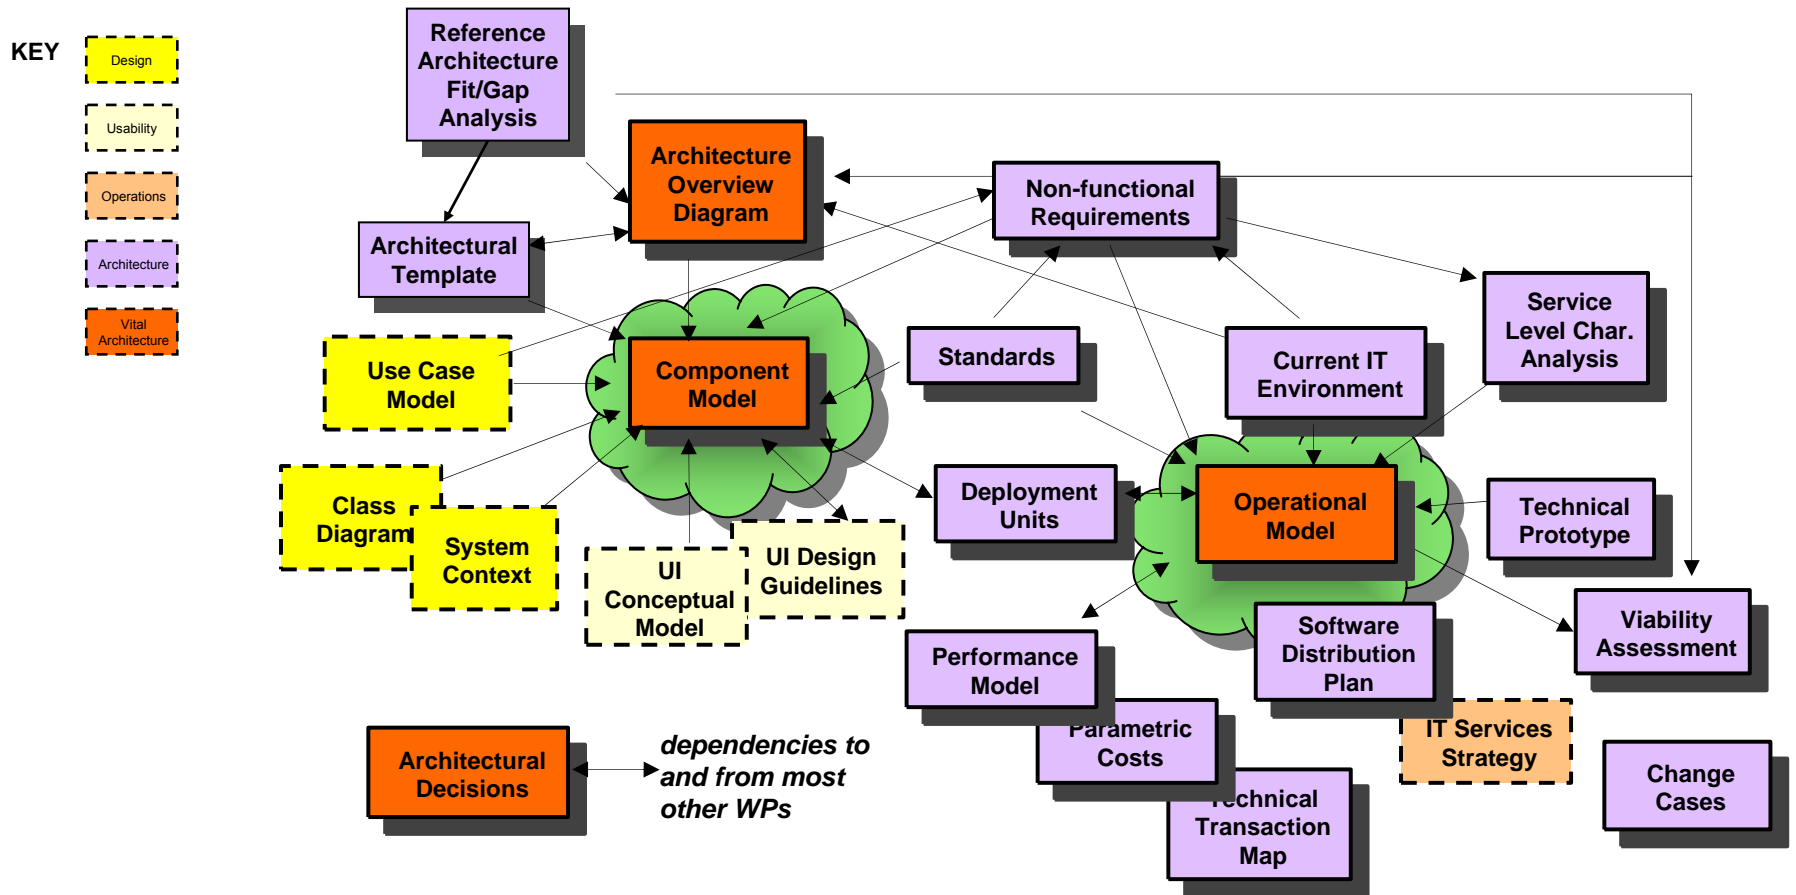 KEY
Design
Usability
Operations
Architecture
Vital
Architecture
Reference
Architecture
Fit/Gap
Analysis
Architecture
Overview
Diagram
Non-functional
Requirements
Architectural
Template
Service
Level Char.
Analysis
Use Case
Model
Component
Model
Standards
Current IT
Environment
Class
Diagram
System
Context
UI
Conceptual
Model
UI Design
Guidelines
Deployment
Units
Operational
Model
Technical
Prototype
Performance
Model
Software
Distribution
Plan
Viability
Assessment
Parametric
Costs
IT Services
Strategy
Technical
Transaction
Map
Change
Cases
Architectural
Decisions
dependencies to
and from most
other WPs